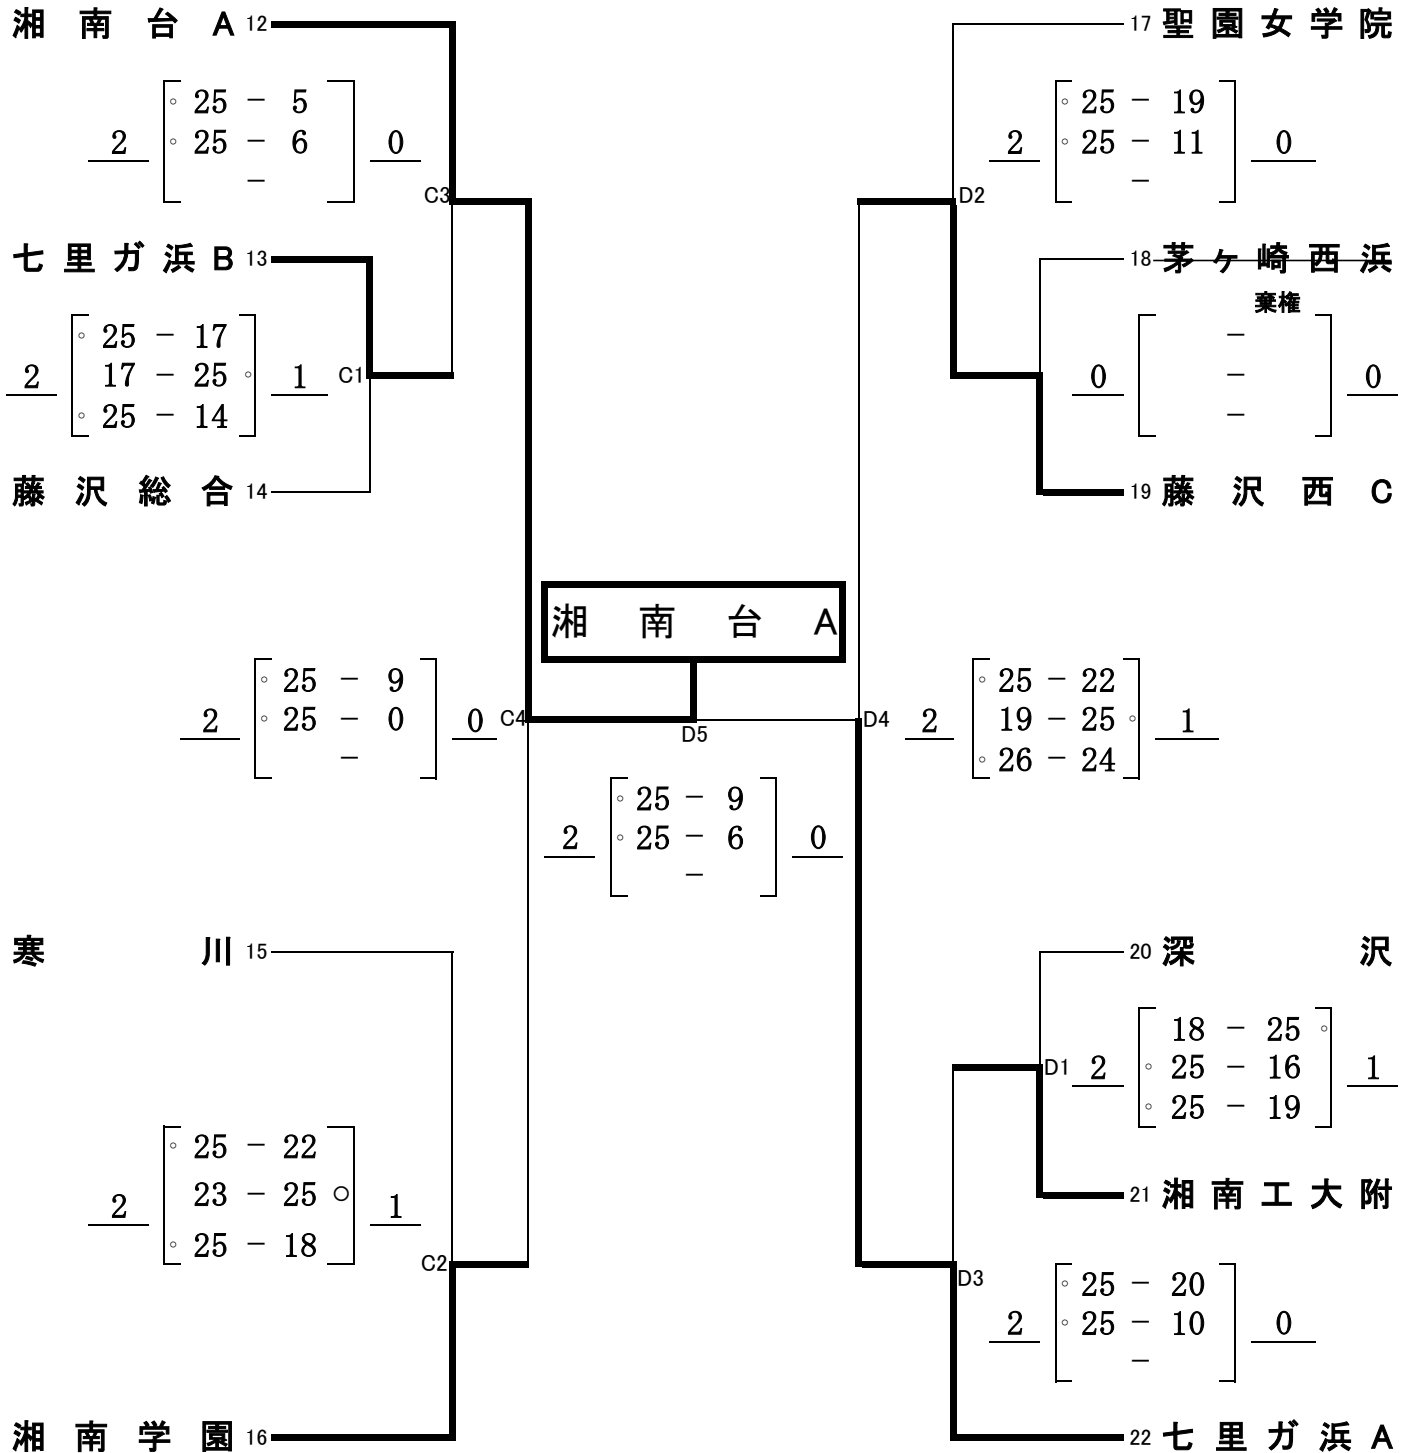 湘南台A 12
17 聖園女学院
25 - 5
2 25 - 6 0
-
C3
25 - 19
2 25 - 11 0
-
D2
七里ガ浜B 13
18 茅ヶ崎西浜
棄権
25 - 17
2 17 - 25 1
25 - 14
C1
-
0 - 0
-
藤沢総合 14
19 藤沢西C
湘南台A
25 - 9
2 25 - 0 0
-
C4
D5
D4
25 - 22
2 19 - 25 1
26 - 24
25 - 9
2 25 - 6 0
-
寒川 15
20 深沢
18 - 25
D1 2 25 - 16 1
25 - 19
25 - 22
2 23 - 25 ○ 1
25 - 18
C2
21 湘南工大附
D3
25 - 20
2 25 - 10 0
-
湘南学園 16
22 七里ガ浜A